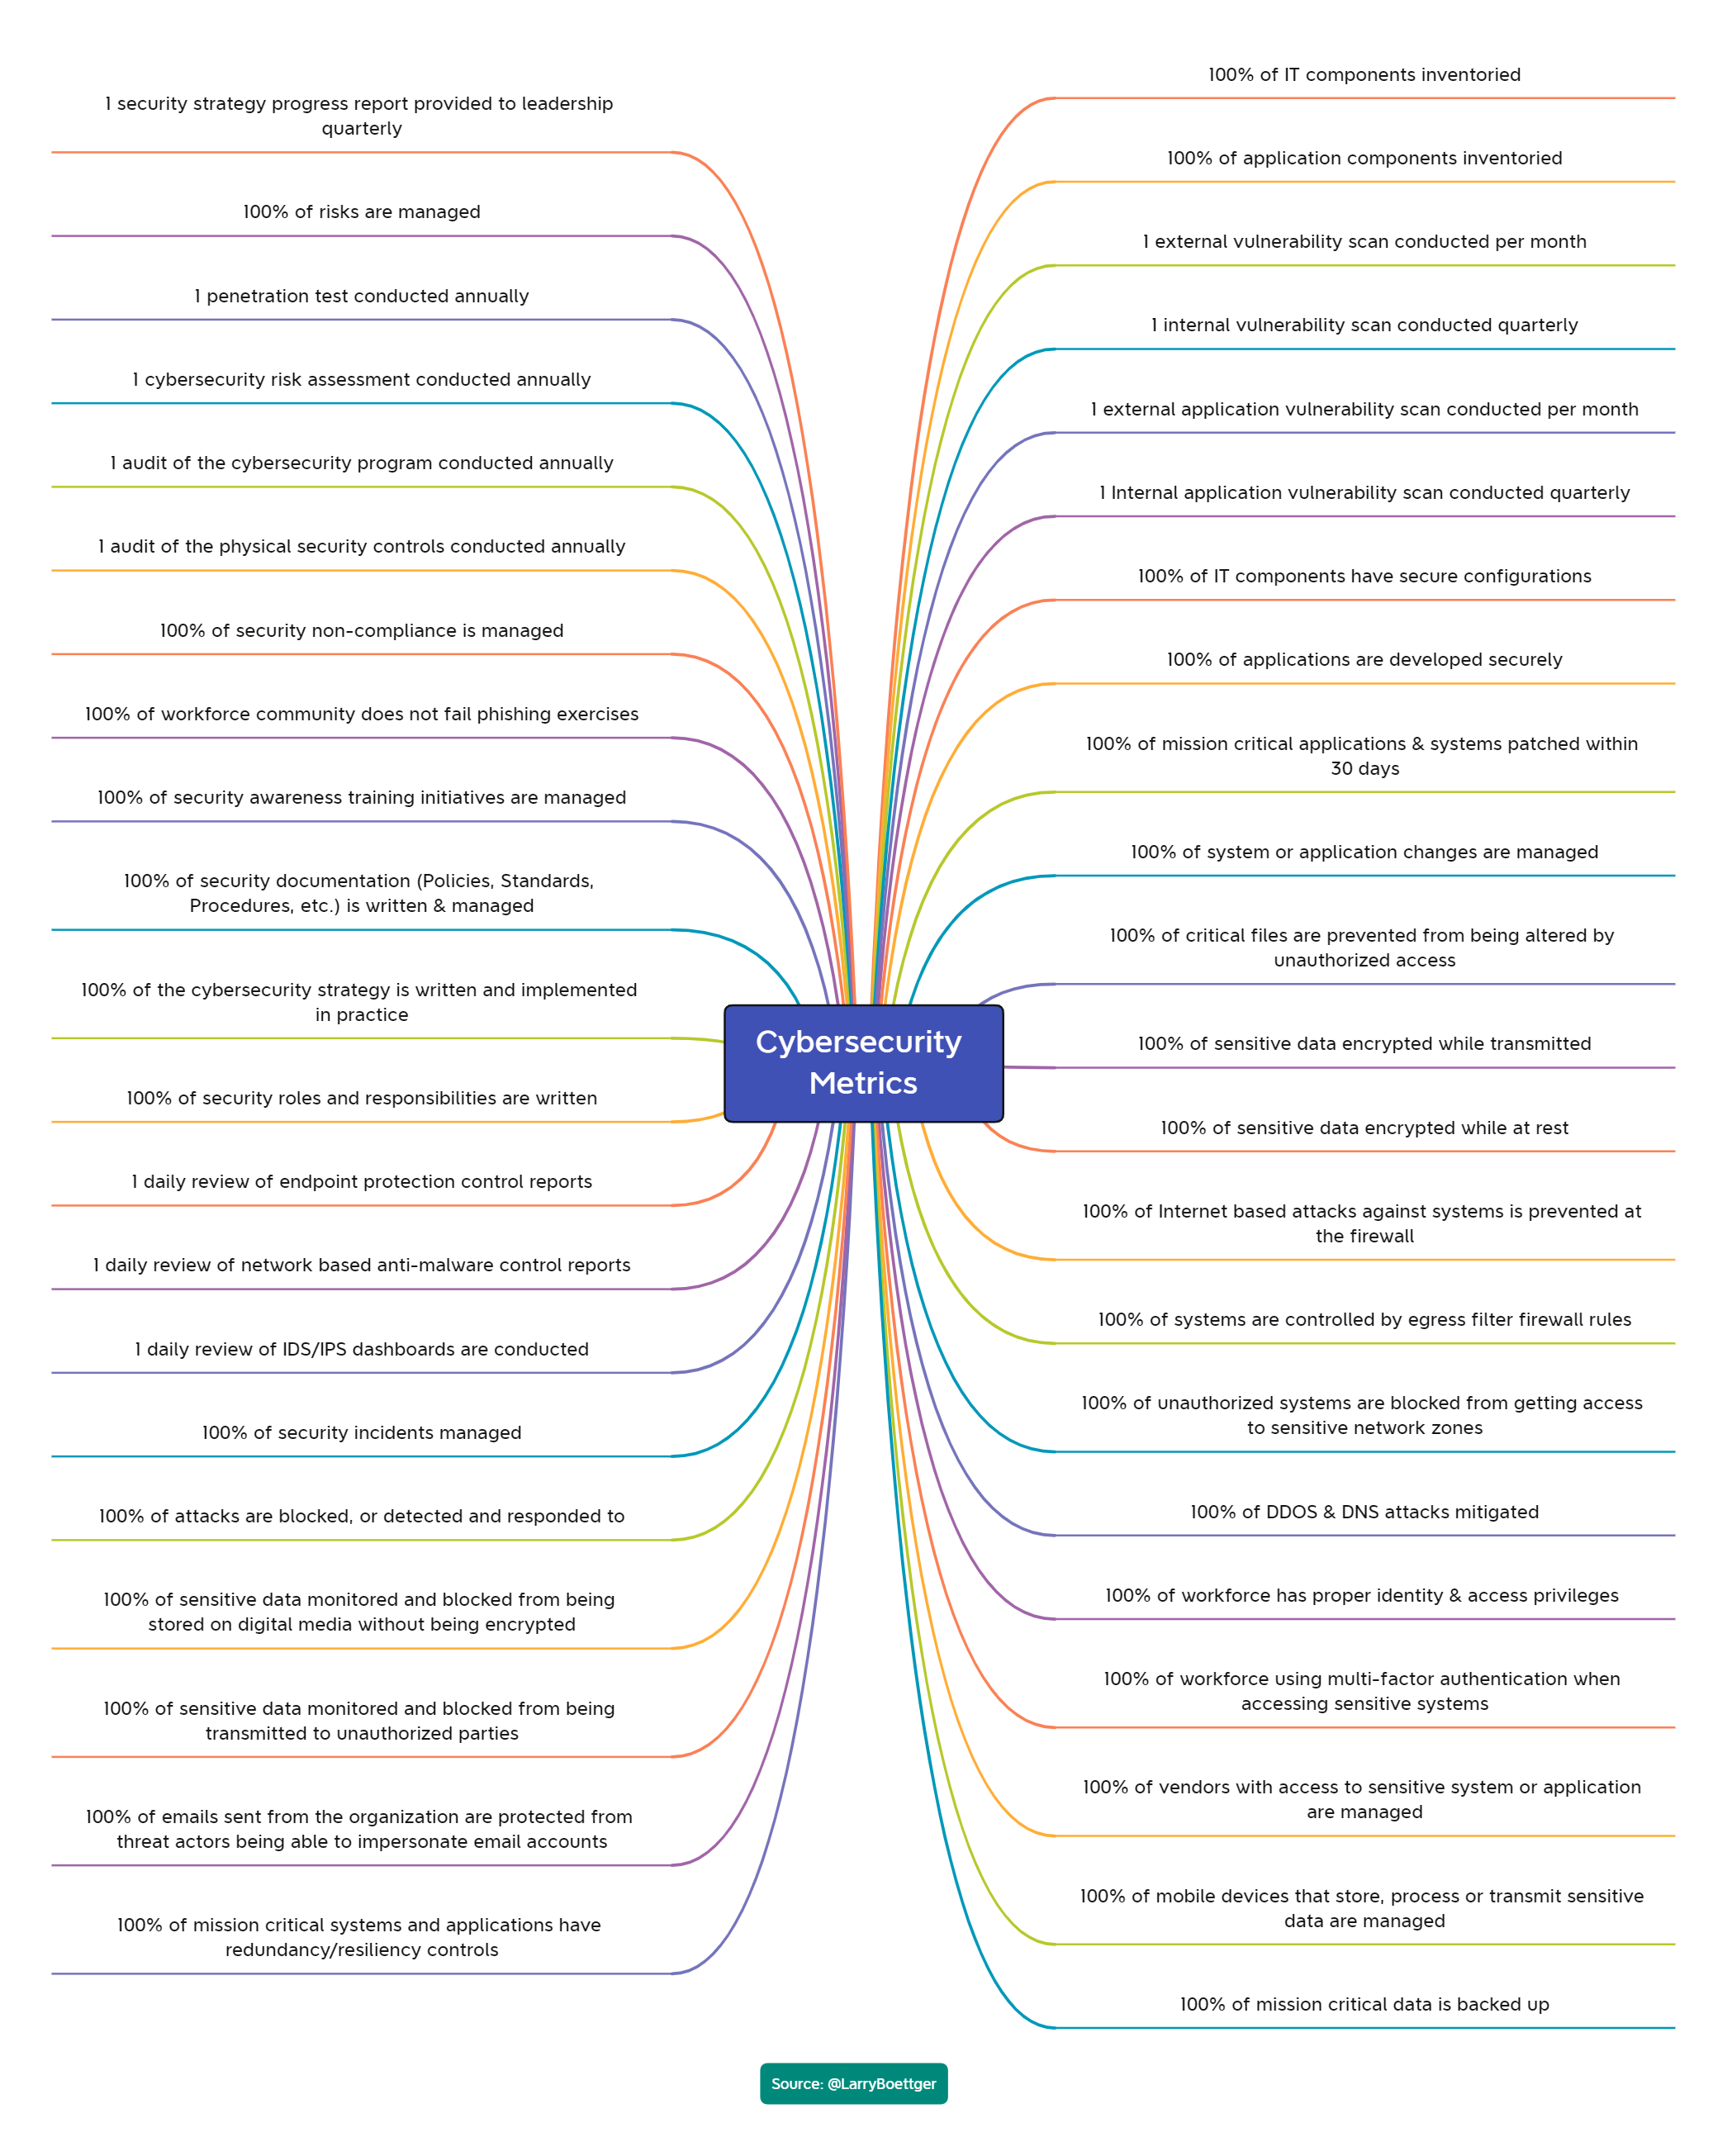 1 security strategy progress report provided to leadership
quarterly
100% of risks are managed
1 penetration test conducted annually
1 cybersecurity risk assessment conducted annually
1 audit of the cybersecurity program conducted annually
1 audit of the physical security controls conducted annually
100% of security non-compliance is managed
100% of workforce community does not fail phishing exercises
100% of security awareness training initiatives are managed
100% of security documentation (Policies, Standards,
Procedures, etc.) is written & managed
100% of the cybersecurity strategy is written and implemented
in practice
100% of security roles and responsibilities are written
1 daily review of endpoint protection control reports
1 daily review of network based anti-malware control reports
1 daily review of IDS/IPS dashboards are conducted
100% of security incidents managed
100% of attacks are blocked, or detected and responded to
100% of sensitive data monitored and blocked from being
stored on digital media without being encrypted
100% of sensitive data monitored and blocked from being
transmitted to unauthorized parties
100% of emails sent from the organization are protected from
threat actors being able to impersonate email accounts
100% of mission critical systems and applications have
redundancy/resiliency controls
Cybersecurity
Metrics
100% of IT components inventoried
100% of application components inventoried
1 external vulnerability scan conducted per month
1 internal vulnerability scan conducted quarterly
1 external application vulnerability scan conducted per month
1 Internal application vulnerability scan conducted quarterly
100% of IT components have secure configurations
100% of applications are developed securely
100% of mission critical applications & systems patched within
30 days
100% of system or application changes are managed
100% of critical files are prevented from being altered by
unauthorized access
100% of sensitive data encrypted while transmitted
100% of sensitive data encrypted while at rest
100% of Internet based attacks against systems is prevented at
the firewall
100% of systems are controlled by egress filter firewall rules
100% of unauthorized systems are blocked from getting access
to sensitive network zones
100% of DDOS & DNS attacks mitigated
100% of workforce has proper identity & access privileges
100% of workforce using multi-factor authentication when
accessing sensitive systems
100% of vendors with access to sensitive system or application
are managed
100% of mobile devices that store, process or transmit sensitive
data are managed
100% of mission critical data is backed up
Source: @LarryBoettger